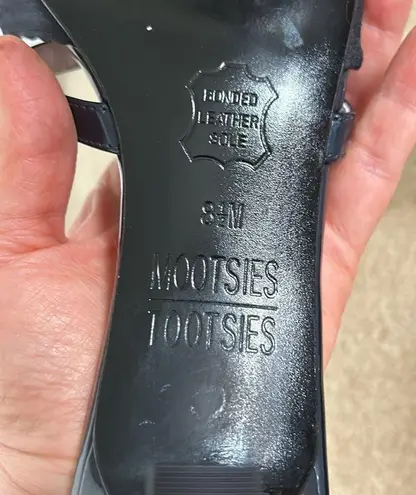 BONDED
LEATHER
SOLE
8½M
MOOTSIES
TOOTSIES